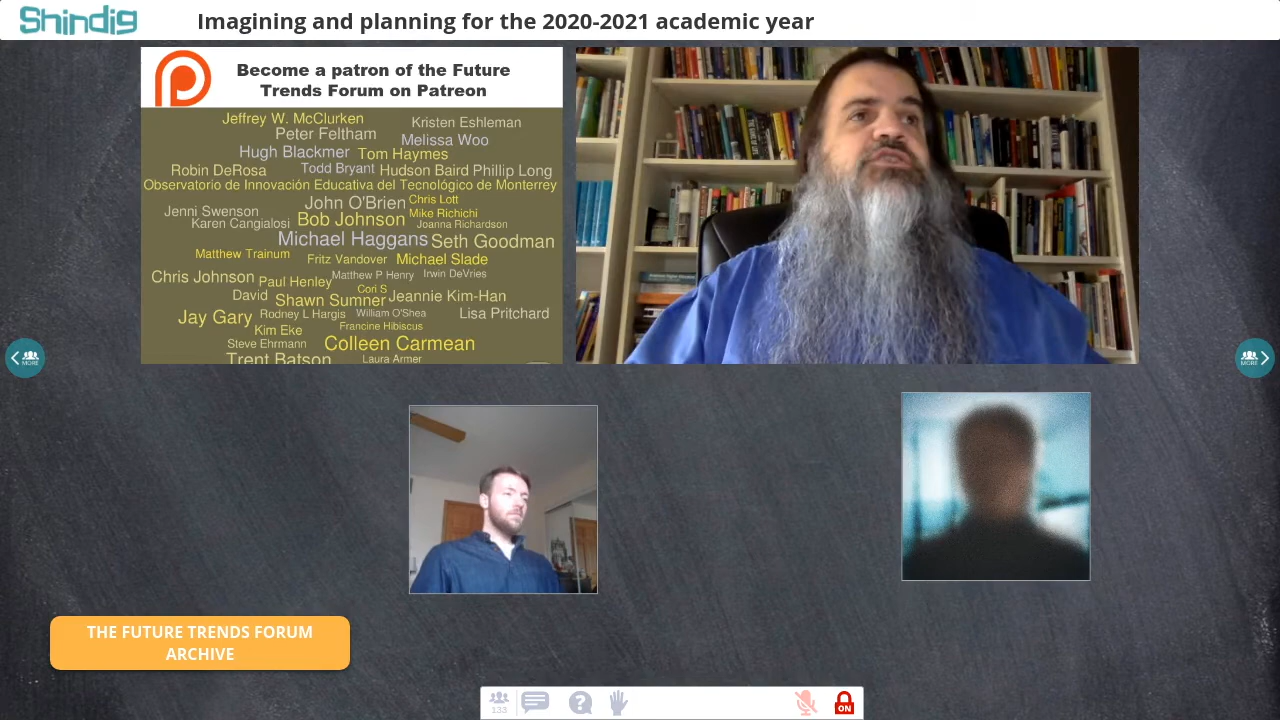 Shindig
Imagining and planning for the 2020-2021 academic year
Become a patron of the Future
Trends Forum on Patreon
Jeffrey W. McClurken
Kristen Eshleman
Peter Feltham
Melissa Woo
Hugh Blackmer
Tom Haymes
Robin DeRosa
Todd Bryant
Hudson Baird
Phillip Long
Observatorio de Innovación Educativa del Tecnológico de Monterrey
John O'Brien
Chris Lott
Jenni Swenson
Mike Richichi
Karen Cangialosi
Bob Johnson
Joanna Richardson
Michael Haggans
Seth Goodman
Matthew Trainum
Fritz Vandover
Michael Slade
Chris Johnson
Paul Henley
Matthew P Henry
Irwin DeVries
Cori S
David
Shawn Sumner
Jeannie Kim-Han
Jay Gary
Rodney L Hargis
William O'Shea
Lisa Pritchard
Kim Eke
Francine Hibiscus
Steve Ehrmann
Colleen Carmean
Trent Batson
Laura Armer
MORE
MORE
THE FUTURE TRENDS FORUM
ARCHIVE
133
ON